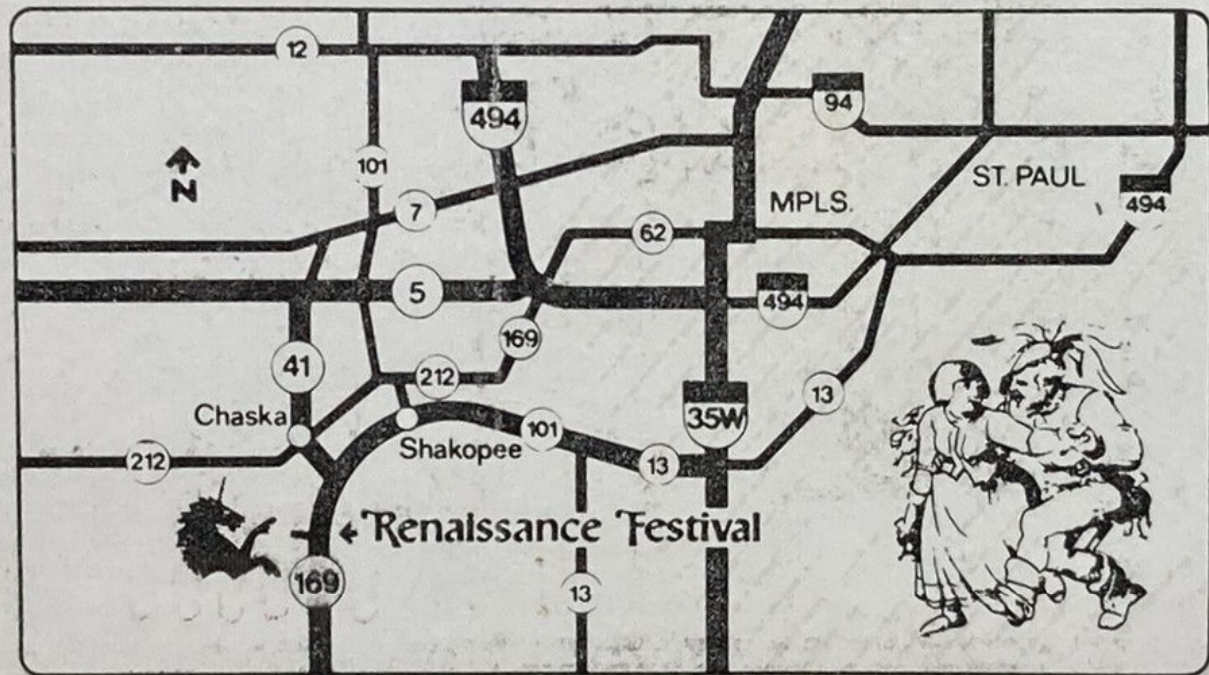 12
494
94
101
N
7
ST. PAUL
MPLS.
494
62
5
494
169
41
212
13
Chaska
35W
101
Shakopee
212
13
Renaissance Festival
169
13